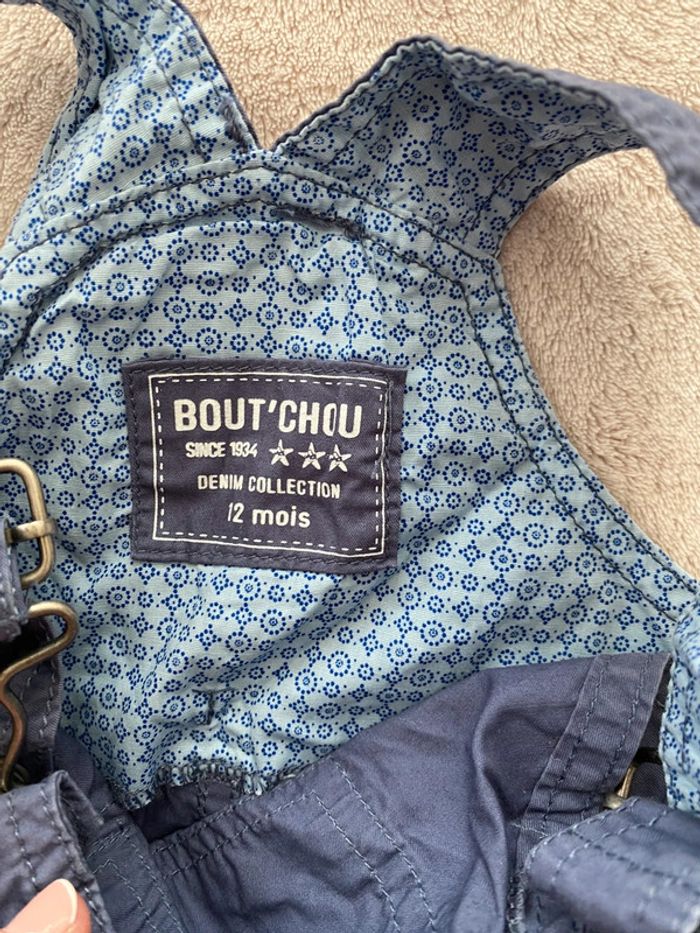 BOUT'CHOU
SINCE 1934
DENIM COLLECTION
12 mois